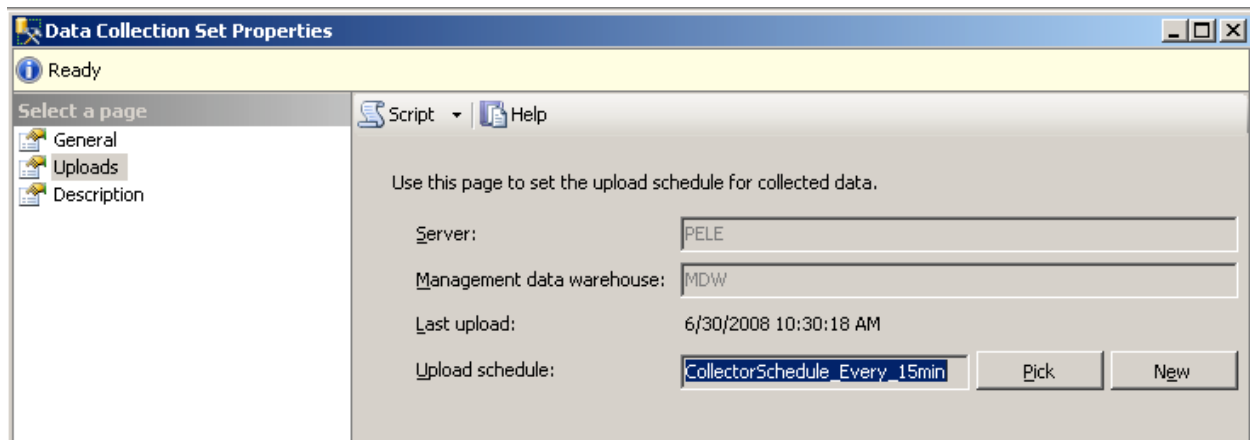 Data Collection Set Properties
Ready
Select a page
General
Uploads
Description
Script Help
Use this page to set the upload schedule for collected data.
Server: PELE
Management data warehouse: MDW
Last upload: 6/30/2008 10:30:18 AM
Upload schedule: CollectorSchedule_Every_15min Pick New